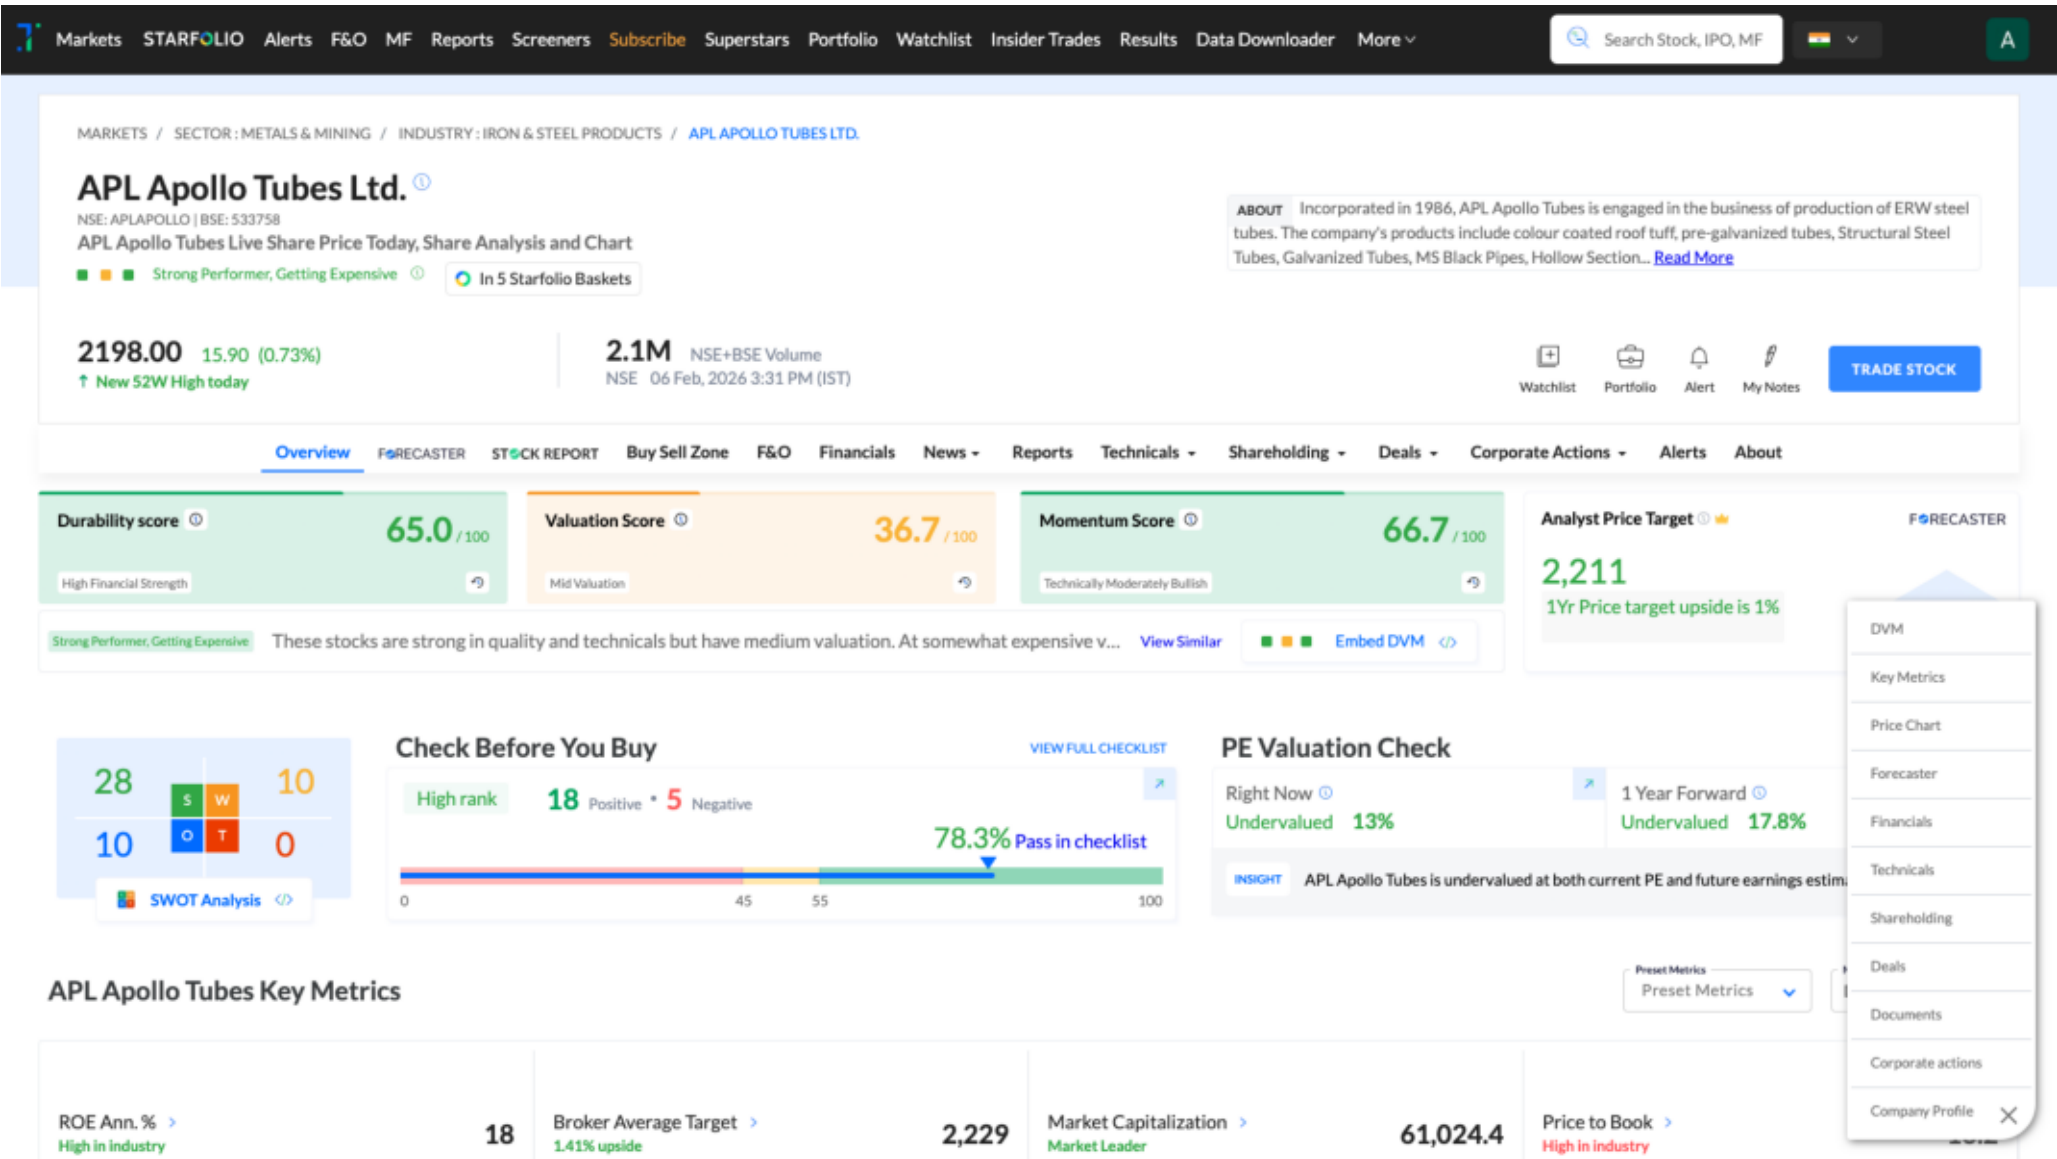 Markets STARFOLIO Alerts F&O MF Reports Screeners Subscribe Superstars Portfolio Watchlist Insider Trades Results Data Downloader More Search Stock, IPO, MF A
MARKETS / SECTOR : METALS & MINING / INDUSTRY : IRON & STEEL PRODUCTS / APL APOLLO TUBES LTD.
APL Apollo Tubes Ltd.
NSE: APLAPOLLO | BSE: 533758
APL Apollo Tubes Live Share Price Today, Share Analysis and Chart
Strong Performer, Getting Expensive In 5 Starfolio Baskets
ABOUT Incorporated in 1986, APL Apollo Tubes is engaged in the business of production of ERW steel
tubes. The company's products include colour coated roof tuff, pre-galvanized tubes, Structural Steel
Tubes, Galvanized Tubes, MS Black Pipes, Hollow Section... Read More
2198.00 15.90 (0.73%)
↑ New 52W High today
2.1M NSE+BSE Volume
NSE 06 Feb, 2026 3:31 PM (IST)
Watchlist Portfolio Alert My Notes TRADE STOCK
Overview FORECASTER STOCK REPORT Buy Sell Zone F&O Financials News Reports Technicals Shareholding Deals Corporate Actions Alerts About
Durability score 65.0 / 100
High Financial Strength
Valuation Score 36.7 / 100
Mid Valuation
Momentum Score 66.7 / 100
Technically Moderately Bullish
Analyst Price Target FORECASTER
2,211
1Yr Price target upside is 1%
Strong Performer, Getting Expensive These stocks are strong in quality and technicals but have medium valuation. At somewhat expensive v... View Similar Embed DVM </>
28 10
S W
O T
10 0
SWOT Analysis </>
Check Before You Buy VIEW FULL CHECKLIST
High rank 18 Positive • 5 Negative
78.3% Pass in checklist
0 45 55 100
PE Valuation Check
Right Now
Undervalued 13%
1 Year Forward
Undervalued 17.8%
INSIGHT APL Apollo Tubes is undervalued at both current PE and future earnings
DVM
Key Metrics
Price Chart
Forecaster
Financials
Technicals
Shareholding
Deals
Documents
Corporate actions
Company Profile
APL Apollo Tubes Key Metrics
Preset Metrics
Preset Metrics
ROE Ann. % 18
High in industry
Broker Average Target 2,229
1.41% upside
Market Capitalization 61,024.4
Market Leader
Price to Book
High in industry